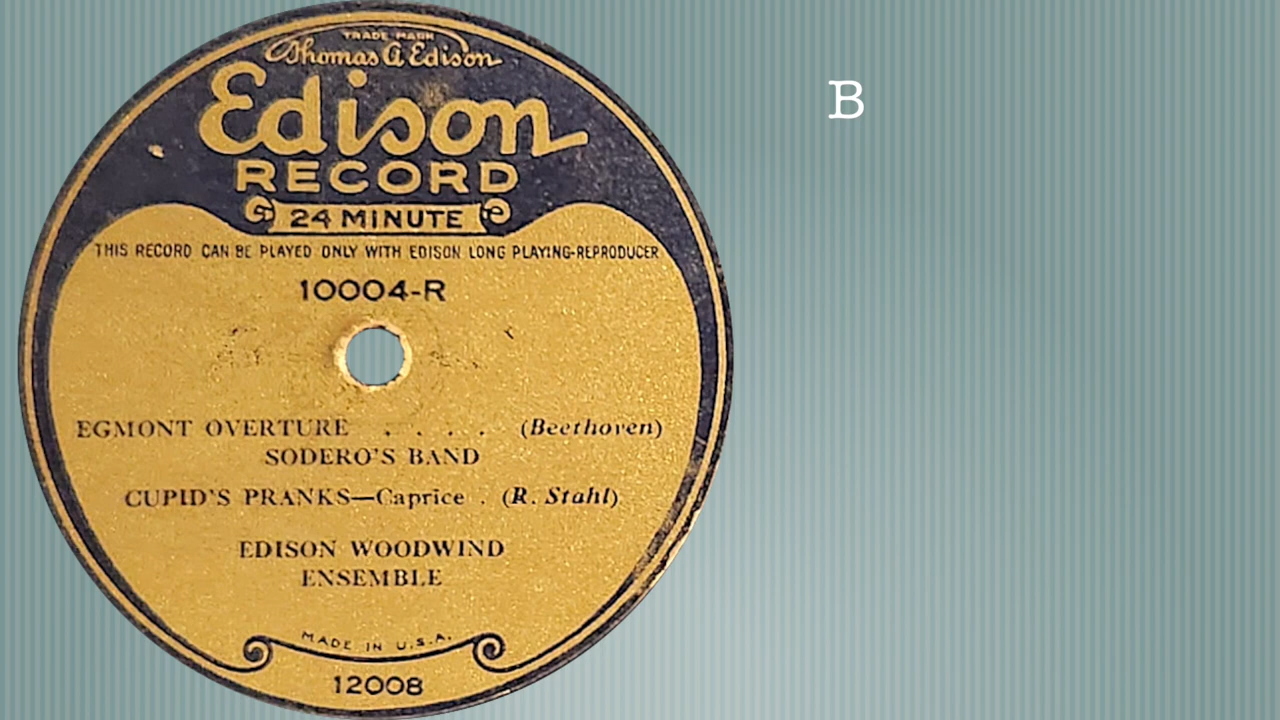 TRADE MARK
Thomas A Edison
Edison
RECORD
24 MINUTE
THIS RECORD CAN BE PLAYED ONLY WITH EDISON LONG PLAYING-REPRODUCER
10004-R
EGMONT OVERTURE . . . . (Beethoven)
SODERO'S BAND
CUPID'S PRANKS—Caprice . (R. Stahl)
EDISON WOODWIND
ENSEMBLE
MADE IN U.S.A.
12008
B